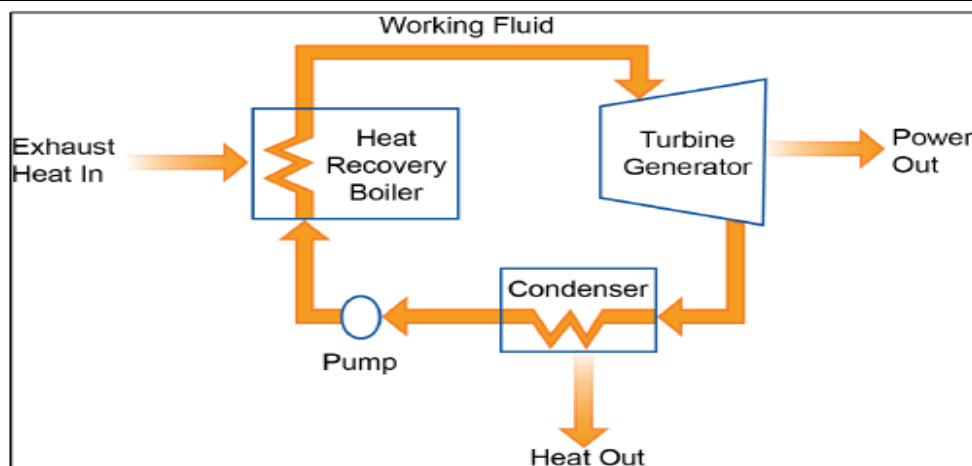 Working Fluid
Exhaust
Heat In
Heat
Recovery
Boiler
Turbine
Generator
Power
Out
Condenser
Pump
Heat Out